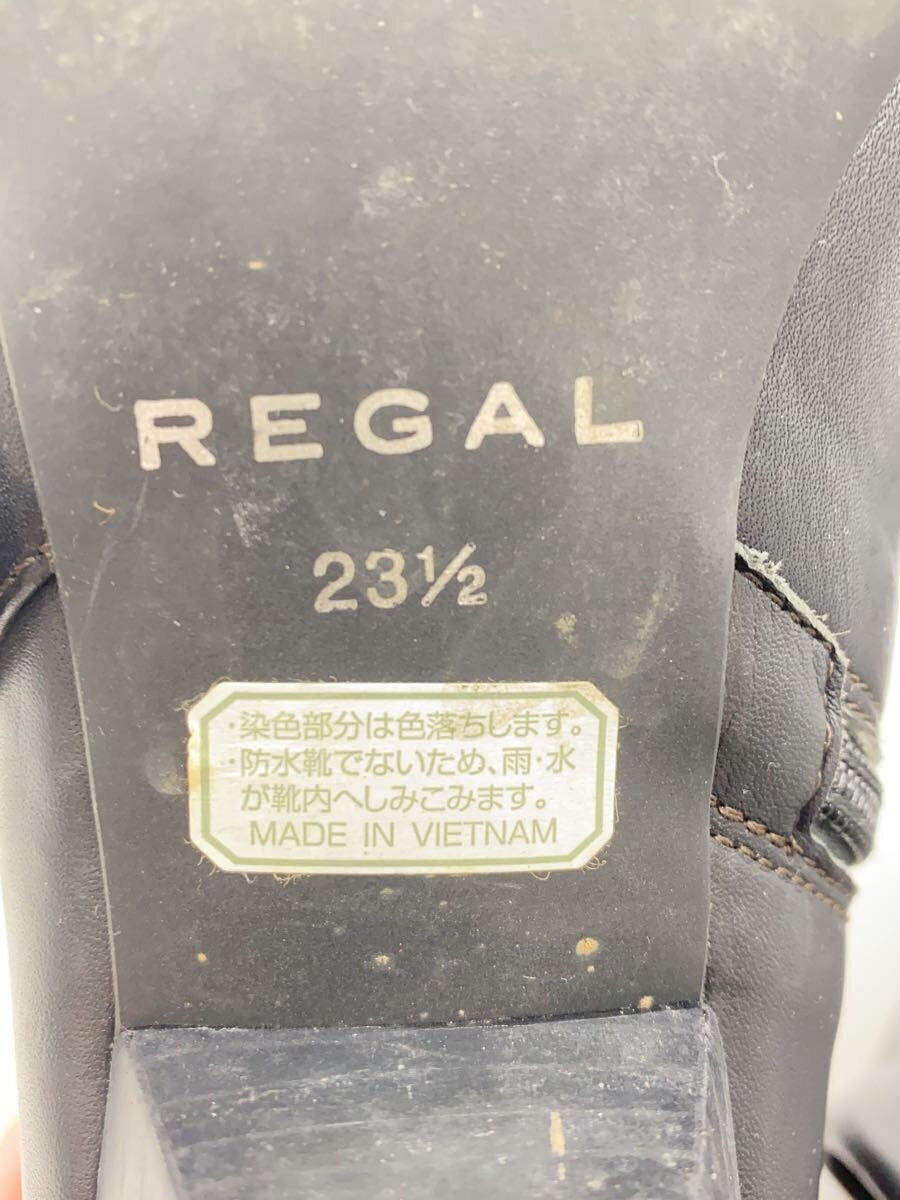 REGAL
23½
・染色部分は色落ちします。
・防水靴でないため、雨・水
が靴内へしみこみます。
MADE IN VIETNAM